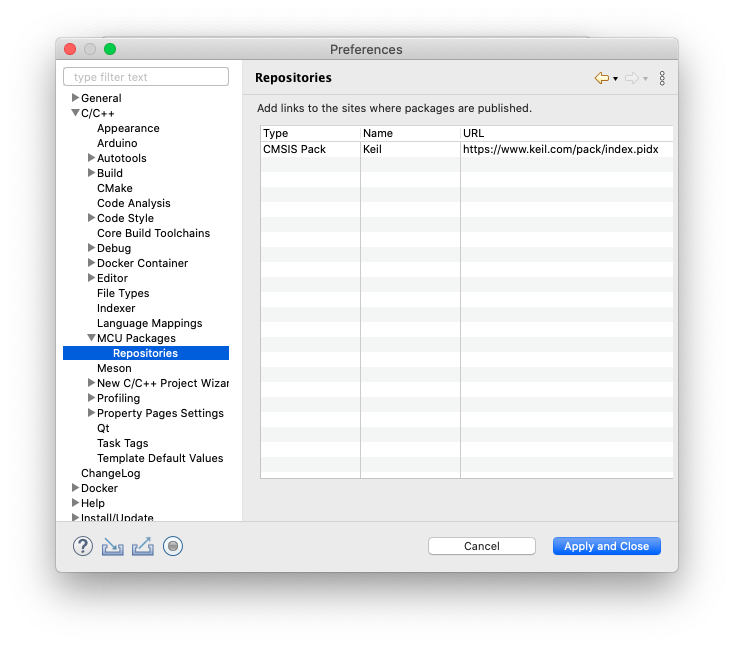 Preferences
type filter text
General
C/C++
Appearance
Arduino
Autotools
Build
CMake
Code Analysis
Code Style
Core Build Toolchains
Debug
Docker Container
Editor
File Types
Indexer
Language Mappings
MCU Packages
Repositories
Meson
New C/C++ Project Wizar
Profiling
Property Pages Settings
Qt
Task Tags
Template Default Values
ChangeLog
Docker
Help
Install/Update
Repositories
Add links to the sites where packages are published.
Type Name URL
CMSIS Pack Keil https://www.keil.com/pack/index.pidx
?
Cancel Apply and Close